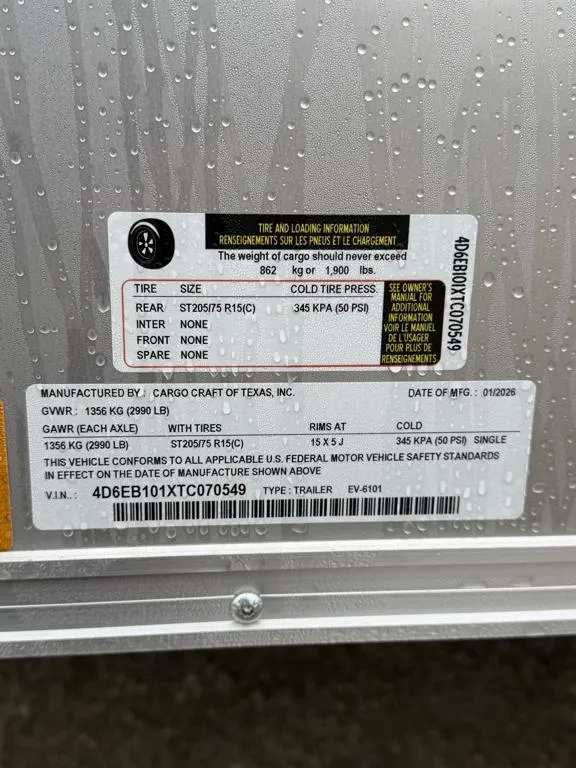 TIRE AND LOADING INFORMATION
RENSEIGNEMENTS SUR LES PNEUS ET LE CHARGEMENT
The weight of cargo should never exceed
862 kg or 1,900 lbs.
TIRE SIZE COLD TIRE PRESS.
REAR ST205/75 R15(C) 345 KPA (50 PSI)
INTER NONE
FRONT NONE
SPARE NONE
SEE OWNER'S
MANUAL FOR
ADDITIONAL
INFORMATION
VOIR LE MANUEL
DE L'USAGER
POUR PLUS DE
RENSEIGNEMENTS
4D6EB101XTC070549
MANUFACTURED BY : CARGO CRAFT OF TEXAS, INC. DATE OF MFG. : 01/2026
GVWR : 1356 KG (2990 LB)
GAWR (EACH AXLE) WITH TIRES RIMS AT COLD
1356 KG (2990 LB) ST205/75 R15(C) 15 X 5 J 345 KPA (50 PSI) SINGLE
THIS VEHICLE CONFORMS TO ALL APPLICABLE U.S. FEDERAL MOTOR VEHICLE SAFETY STANDARDS
IN EFFECT ON THE DATE OF MANUFACTURE SHOWN ABOVE
V.I.N.. : 4D6EB101XTC070549 TYPE : TRAILER EV-6101